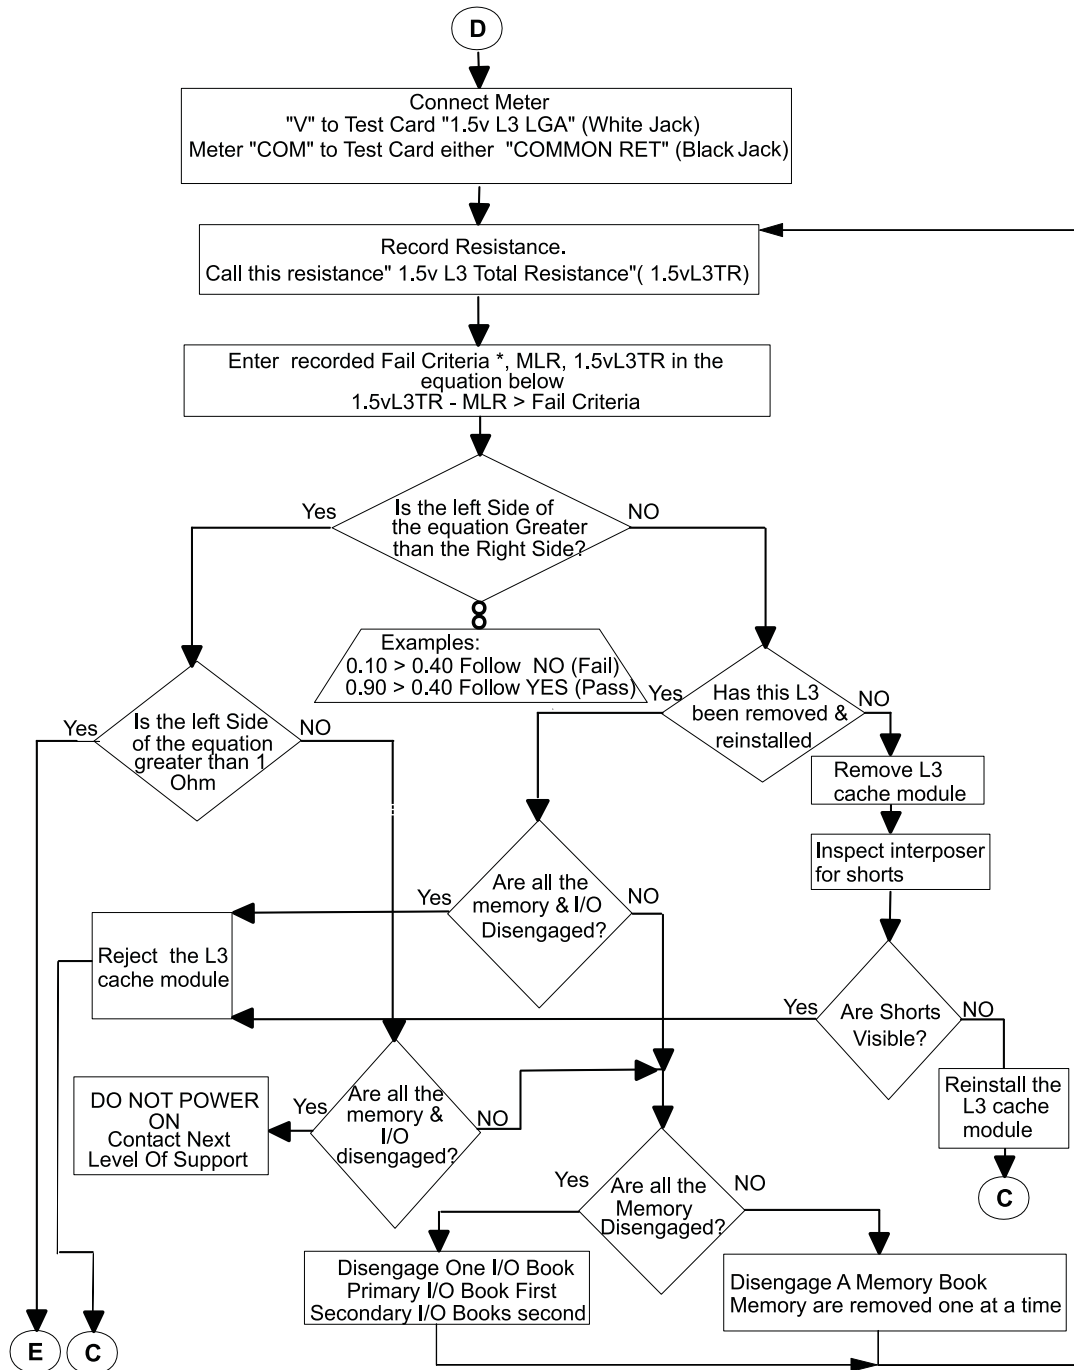 D
Connect Meter
"V" to Test Card "1.5v L3 LGA" (White Jack)
Meter "COM" to Test Card either "COMMON RET" (Black Jack)
Record Resistance.
Call this resistance" 1.5v L3 Total Resistance"( 1.5vL3TR)
Enter recorded Fail Criteria *, MLR, 1.5vL3TR in the
equation below
1.5vL3TR - MLR > Fail Criteria
Yes
Is the left Side of
the equation Greater
than the Right Side?
NO
Examples:
0.10 > 0.40 Follow NO (Fail)
0.90 > 0.40 Follow YES (Pass)
Yes
Is the left Side
of the equation
greater than 1
Ohm
NO
Yes
Has this L3
been removed &
reinstalled
NO
Remove L3
cache module
Inspect interposer
for shorts
Yes
Are all the
memory & I/O
Disengaged?
NO
Reject the L3
cache module
Yes
Are Shorts
Visible?
NO
Reinstall the
L3 cache
module
C
DO NOT POWER
ON
Contact Next
Level Of Support
Yes
Are all the
memory &
I/O
disengaged?
NO
Yes
Are all the
Memory
Disengaged?
NO
Disengage One I/O Book
Primary I/O Book First
Secondary I/O Books second
Disengage A Memory Book
Memory are removed one at a time
E
C